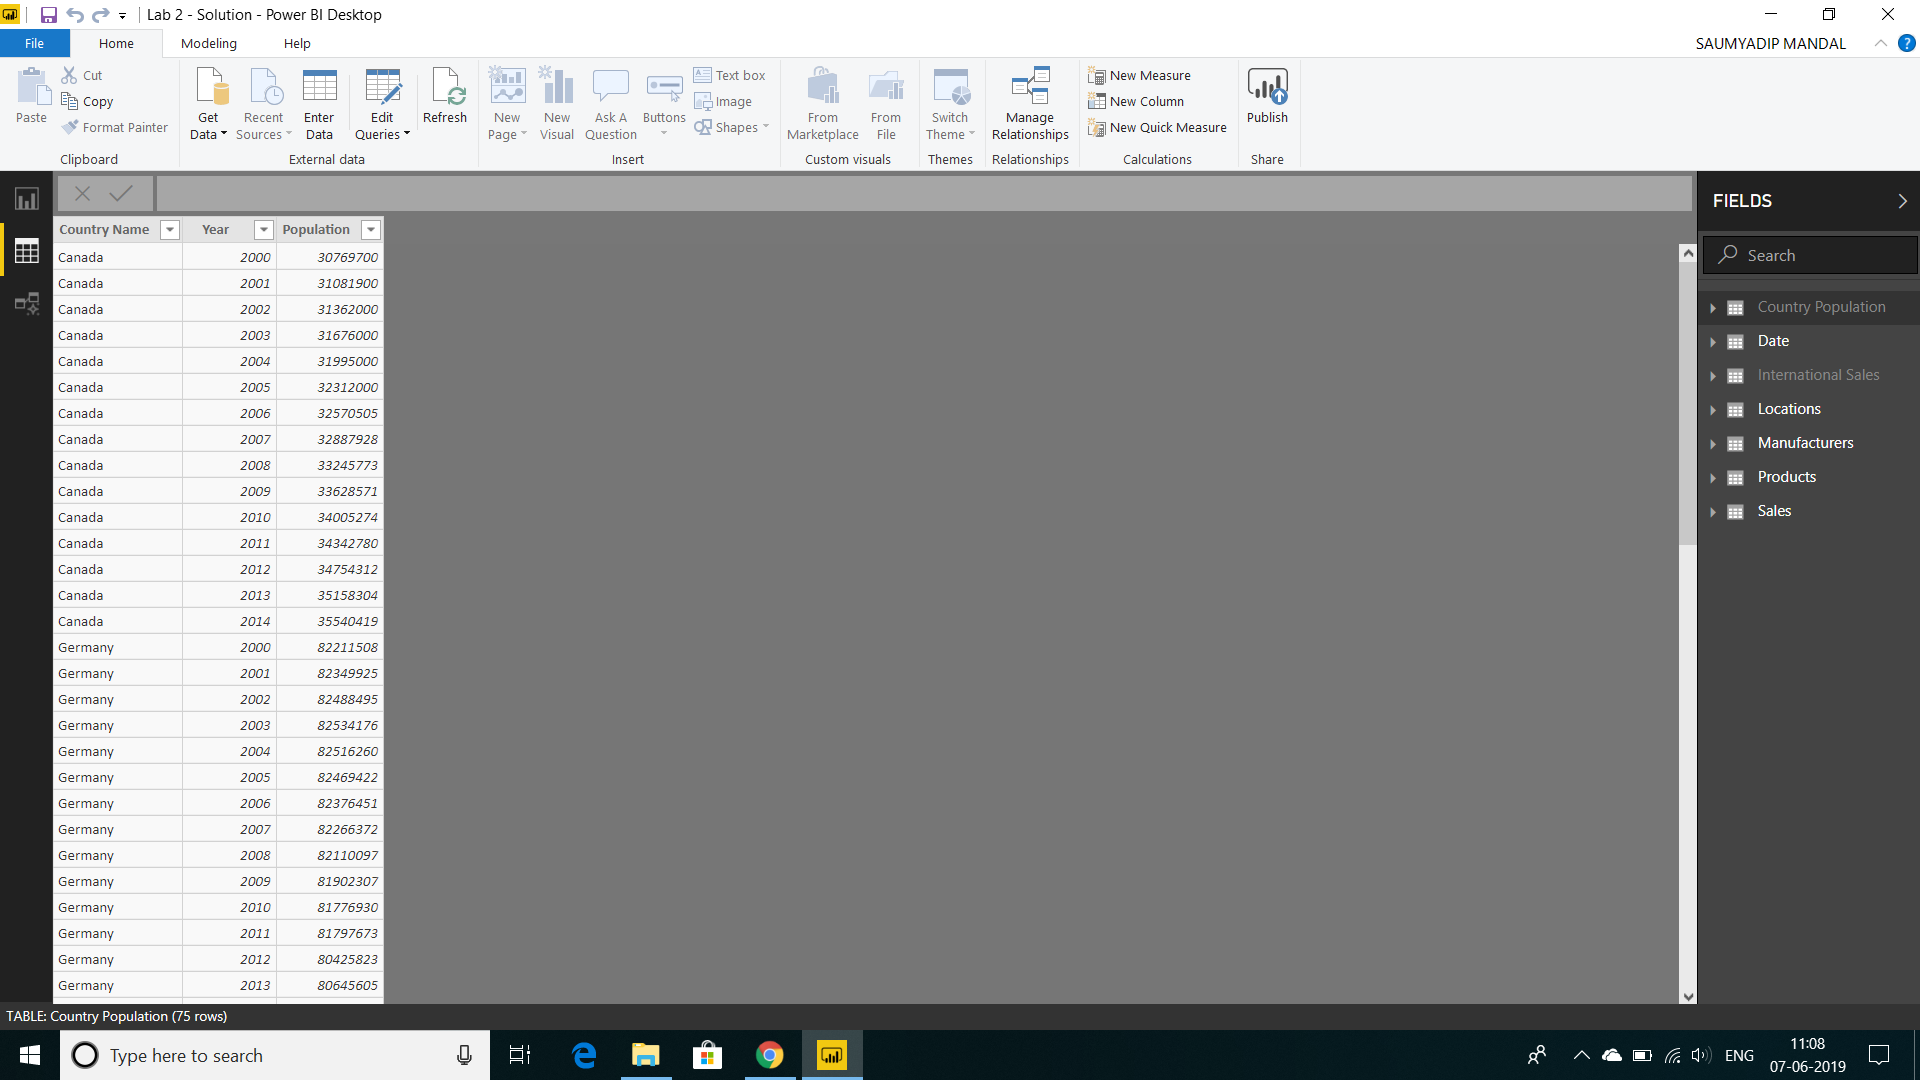 Lab 2 - Solution - Power BI Desktop
File Home Modeling Help SAUMYADIP MANDAL ?
Paste
Cut
Copy
Format Painter
Clipboard
Get Data
Recent Sources
Enter Data
Edit Queries
Refresh
External data
New Page
New Visual
Ask A Question
Buttons
Text box
Image
Shapes
Insert
From Marketplace
From File
Custom visuals
Switch Theme
Themes
Manage Relationships
Relationships
New Measure
New Column
New Quick Measure
Calculations
Publish
Share
Country Name Year Population
Canada 2000 30769700
Canada 2001 31081900
Canada 2002 31362000
Canada 2003 31676000
Canada 2004 31995000
Canada 2005 32312000
Canada 2006 32570505
Canada 2007 32887928
Canada 2008 33245773
Canada 2009 33628571
Canada 2010 34005274
Canada 2011 34342780
Canada 2012 34754312
Canada 2013 35158304
Canada 2014 35540419
Germany 2000 82211508
Germany 2001 82349925
Germany 2002 82488495
Germany 2003 82534176
Germany 2004 82516260
Germany 2005 82469422
Germany 2006 82376451
Germany 2007 82266372
Germany 2008 82110097
Germany 2009 81902307
Germany 2010 81776930
Germany 2011 81797673
Germany 2012 80425823
Germany 2013 80645605
FIELDS
Search
Country Population
Date
International Sales
Locations
Manufacturers
Products
Sales
TABLE: Country Population (75 rows)
Type here to search
ENG
11:08
07-06-2019